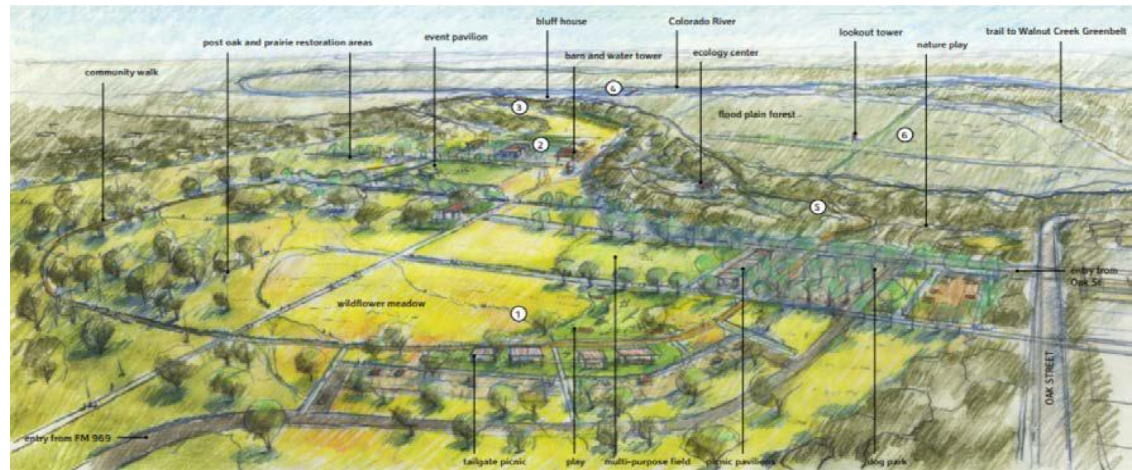 bluff house
Colorado River
post oak and prairie restoration areas
event pavilion
barn and water tower
ecology center
lookout tower
nature play
trail to Walnut Creek Greenbelt
community walk
4
3
flood plain forest
2
6
5
entry from
Oak St
wildflower meadow
1
OAK STREET
entry from FM 969
tailgate picnic
play
multi-purpose field
picnic pavilions
dog park